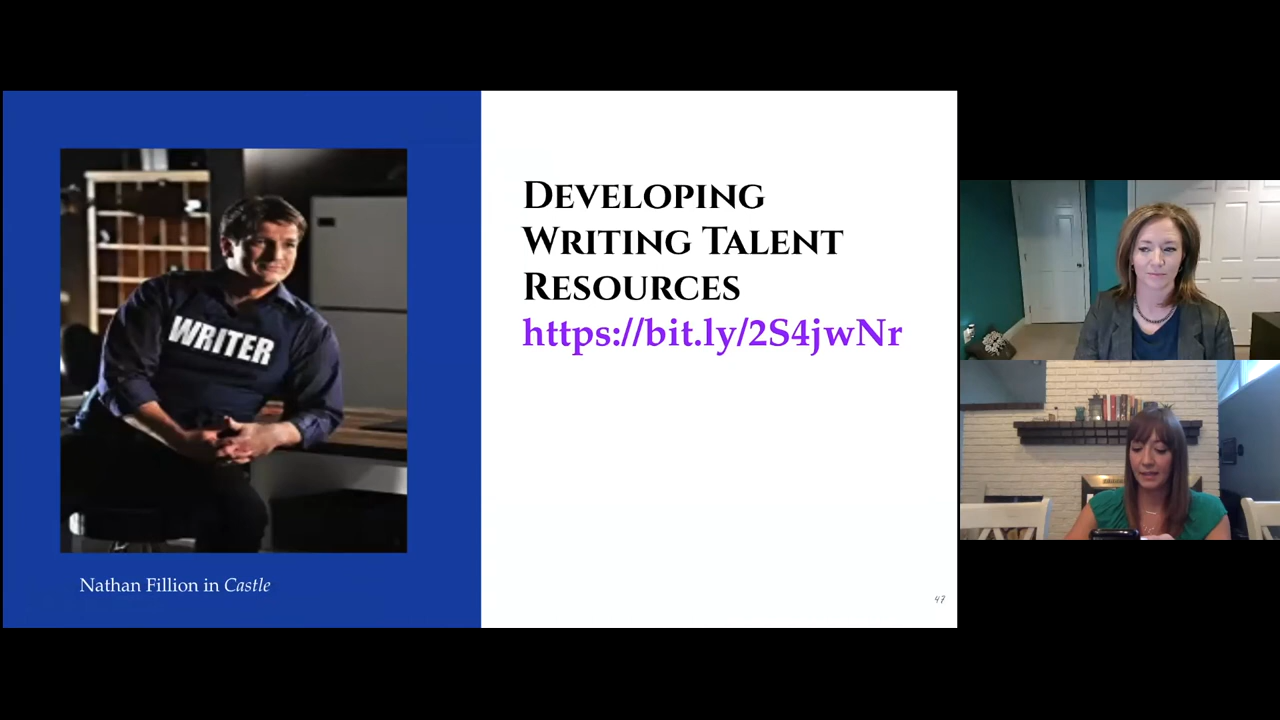 WRITER
Nathan Fillion in Castle
DEVELOPING
WRITING TALENT
RESOURCES
https://bit.ly/2S4jwNr
47